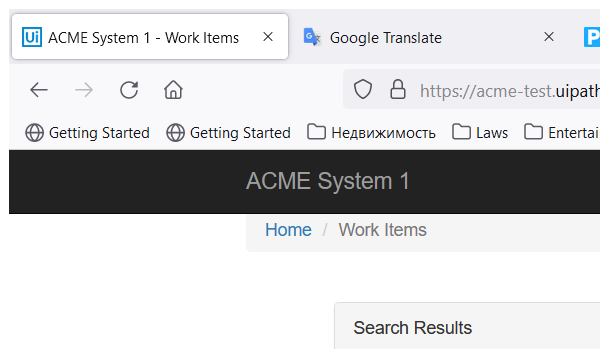 Ui ACME System 1 - Work Items Google Translate
https://acme-test.uipath
Getting Started Getting Started Недвижимость Laws Entertai
ACME System 1
Home / Work Items
Search Results